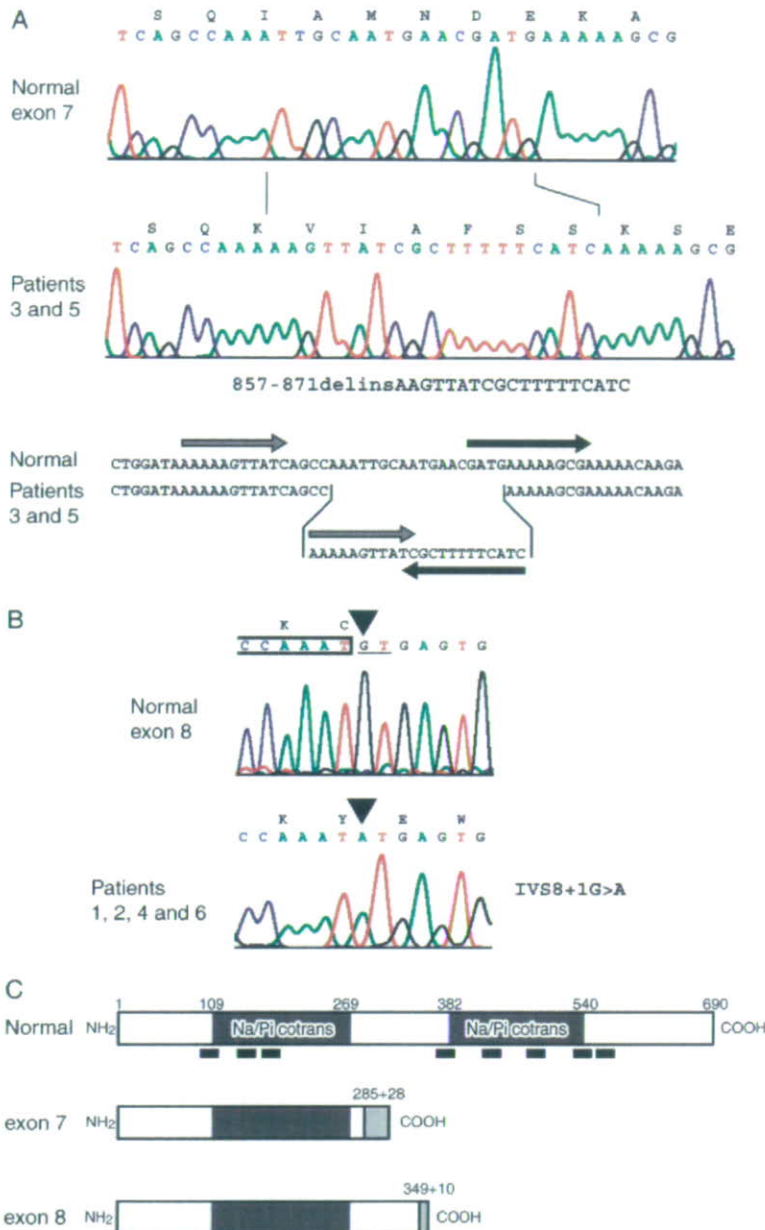 A
S Q I A M N D E K A
TCAGCCAAATTGCAATGAACGATGAAAAAGCG
Normal
exon 7
S Q K V I A F S S K S E
TCAGCCAAAAAGTTATCGCTTTTTCATCAAAAAGCG
Patients
3 and 5
857-871delinsAAGTTATCGCTTTTTCATC
Normal CTGGATAAAAAAGTTATCAGCCAAATTGCAATGAACGATGAAAAAGCGAAAAACAAGA
Patients CTGGATAAAAAAGTTATCAGCC AAAAAGCGAAAAACAAGA
3 and 5
AAAAAGTTATCGCTTTTTCATC
B
K C
CCAAATGTGAGTG
Normal
exon 8
K Y E W
CCAAATATGAGTG
Patients
1, 2, 4 and 6
IVS8+1G>A
C
1 109 269 382 540 690
Normal NH2 Na/Pi cotrans Na/Pi cotrans COOH
285+28
exon 7 NH2 COOH
349+10
exon 8 NH2 COOH